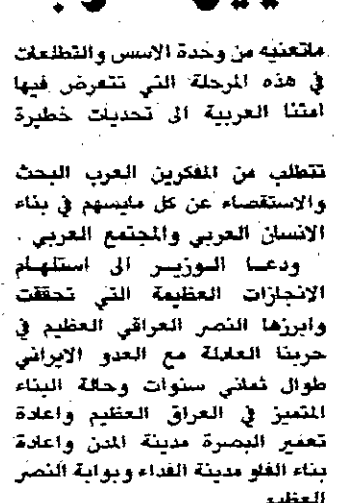 ماتعنيه من وحدة الاسس والتطلعات
في هذه المرحلة التي تتعرض فيها
امتنا العربية الى تحديات خطيرة
تتطلب من المفكرين العرب البحث
والاستقصاء عن كل مايسهم في بناء
الانسان العربي والمجتمع العربي .
ودعا الوزير الى استلهام
الانجازات العظيمة التي تحققت
وابرزها النصر العراقي العظيم في
حربنا العادلة مع العدو الايراني
طوال ثماني سنوات وحالة البناء
المتميز في العراق العظيم واعادة
تعمير البصرة مدينة المدن واعادة
بناء الفاو مدينة الفداء وبوابة النصر
العظيم